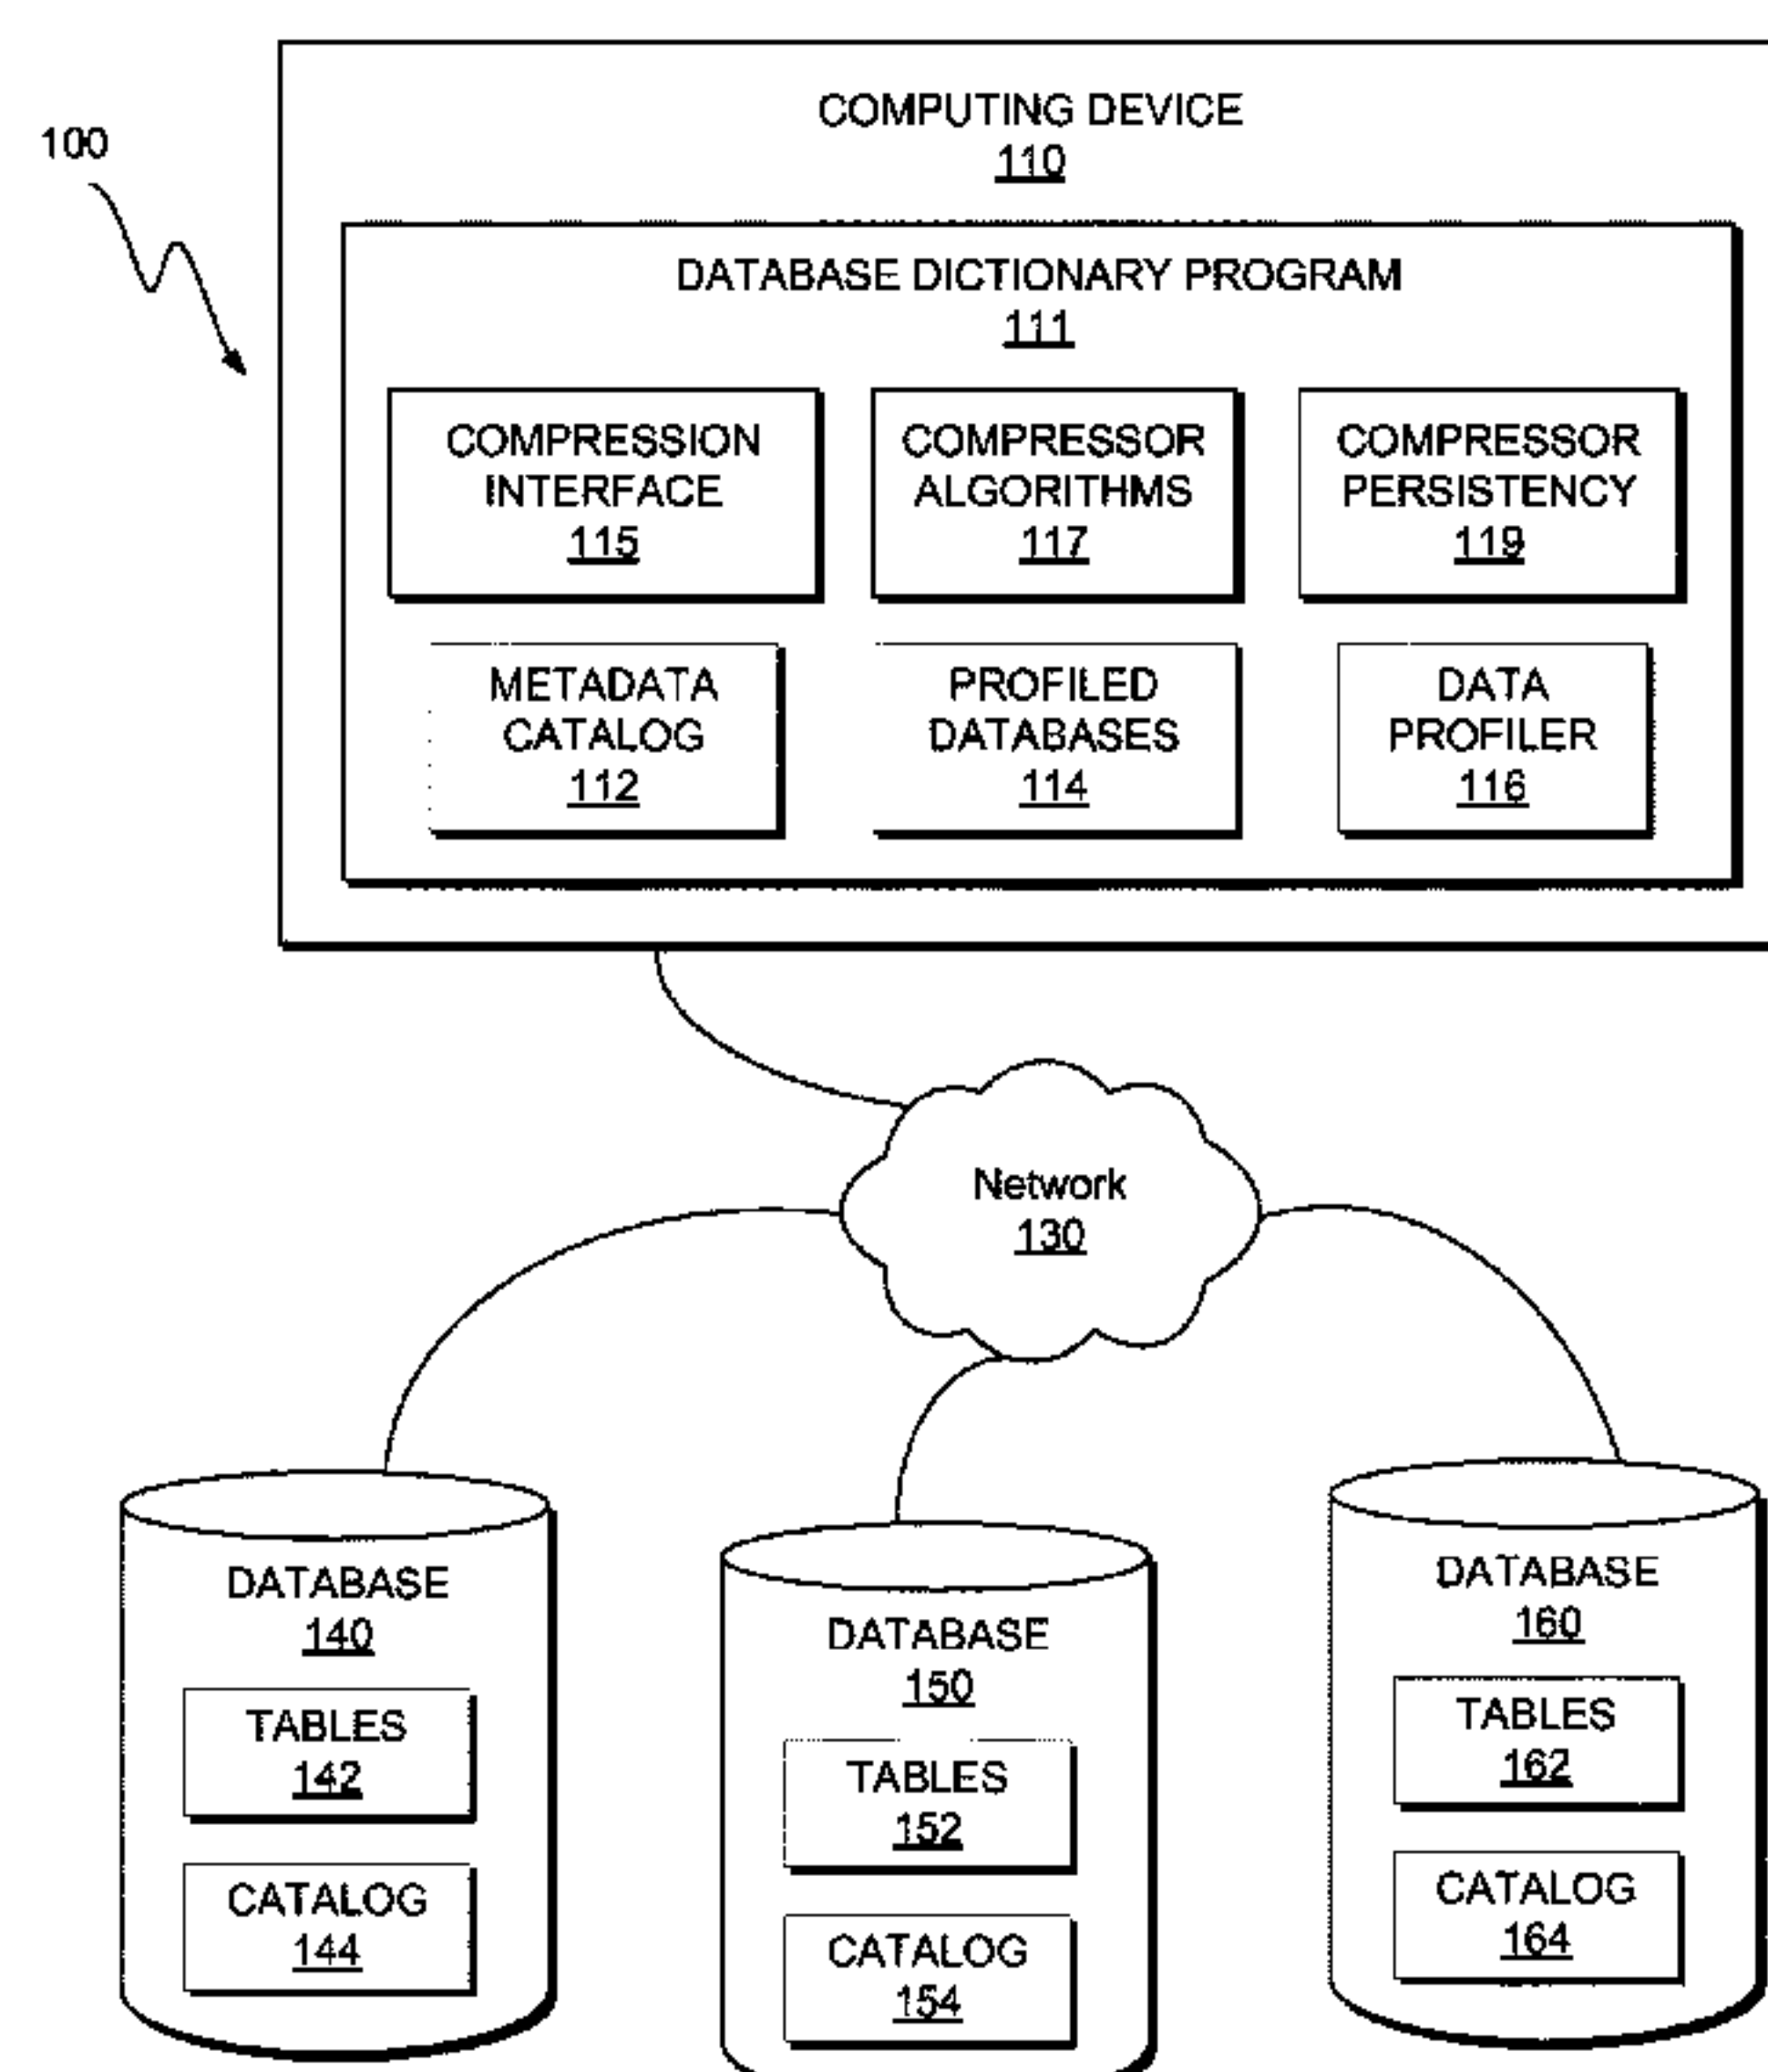 100
COMPUTING DEVICE
110
DATABASE DICTIONARY PROGRAM
111
COMPRESSION
INTERFACE
115
COMPRESSOR
ALGORITHMS
117
COMPRESSOR
PERSISTENCY
119
METADATA
CATALOG
112
PROFILED
DATABASES
114
DATA
PROFILER
116
Network
130
DATABASE
140
TABLES
142
CATALOG
144
DATABASE
150
TABLES
152
CATALOG
154
DATABASE
160
TABLES
162
CATALOG
164